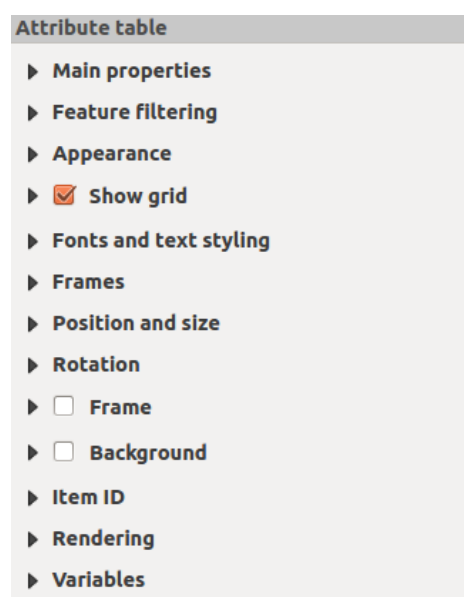 Attribute table
Main properties
Feature filtering
Appearance
Show grid
Fonts and text styling
Frames
Position and size
Rotation
Frame
Background
Item ID
Rendering
Variables